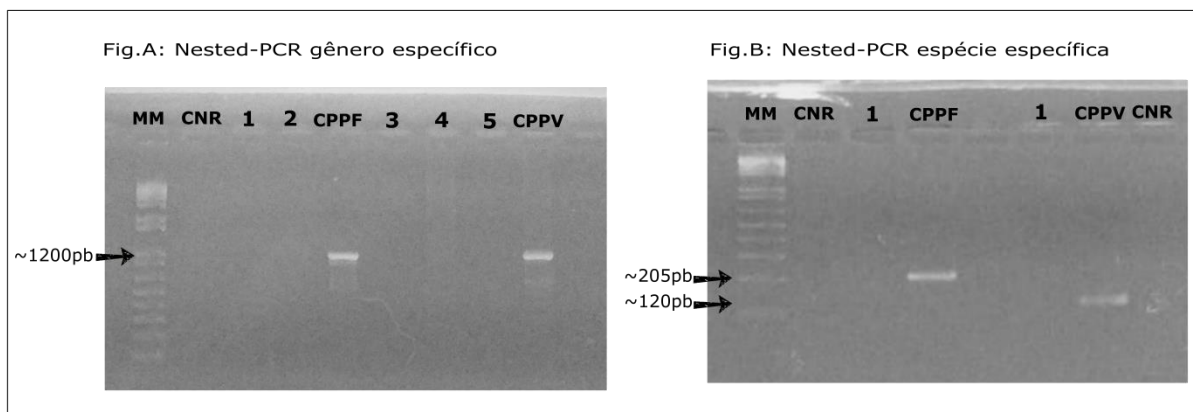 Fig.A: Nested-PCR gênero específico
MM CNR 1 2 CPPF 3 4 5 CPPV
~1200pb
Fig.B: Nested-PCR espécie específica
MM CNR 1 CPPF 1 CPPV CNR
~205pb
~120pb